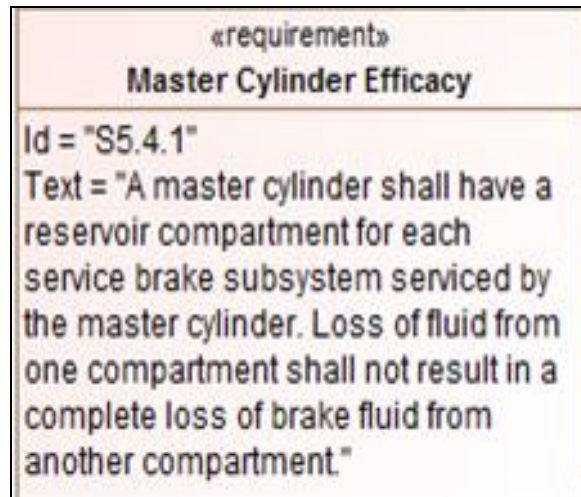 «requirement»
Master Cylinder Efficacy
Id = "S5.4.1"
Text = "A master cylinder shall have a
reservoir compartment for each
service brake subsystem serviced by
the master cylinder. Loss of fluid from
one compartment shall not result in a
complete loss of brake fluid from
another compartment."